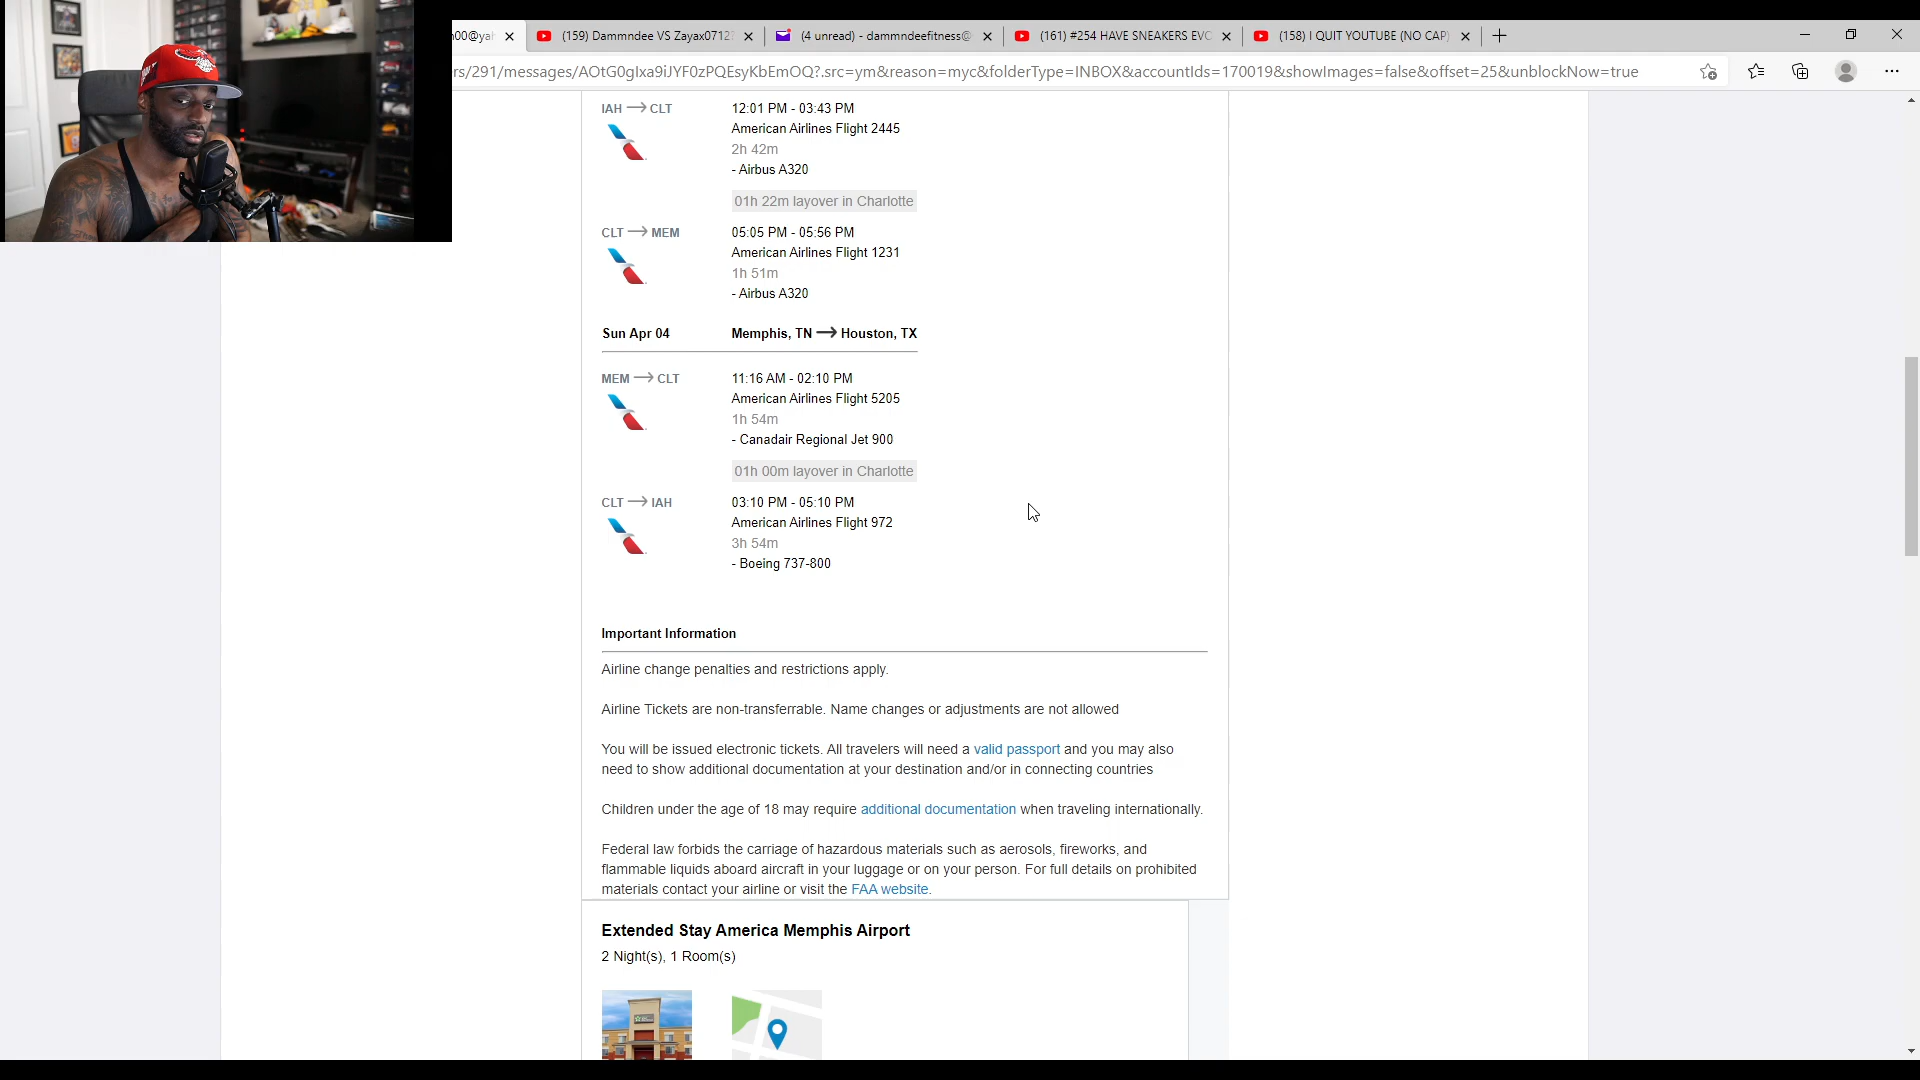 00@yah
(159) Dammndee VS Zayax0712
(4 unread) - dammndeefitness@
(161) #254 HAVE SNEAKERS EVO
(158) I QUIT YOUTUBE (NO CAP)
rs/291/messages/AOtG0gIxa9iJYF0zPQEsyKbEmOQ?.src=ym&reason=myc&folderType=INBOX&accountIds=170019&showImages=false&offset=25&unblockNow=true
IAH → CLT
12:01 PM - 03:43 PM
American Airlines Flight 2445
2h 42m
- Airbus A320
01h 22m layover in Charlotte
CLT → MEM
05:05 PM - 05:56 PM
American Airlines Flight 1231
1h 51m
- Airbus A320
Sun Apr 04
Memphis, TN → Houston, TX
MEM → CLT
11:16 AM - 02:10 PM
American Airlines Flight 5205
1h 54m
- Canadair Regional Jet 900
01h 00m layover in Charlotte
CLT → IAH
03:10 PM - 05:10 PM
American Airlines Flight 972
3h 54m
- Boeing 737-800
Important Information
Airline change penalties and restrictions apply.
Airline Tickets are non-transferrable. Name changes or adjustments are not allowed
You will be issued electronic tickets. All travelers will need a valid passport and you may also
need to show additional documentation at your destination and/or in connecting countries
Children under the age of 18 may require additional documentation when traveling internationally.
Federal law forbids the carriage of hazardous materials such as aerosols, fireworks, and
flammable liquids aboard aircraft in your luggage or on your person. For full details on prohibited
materials contact your airline or visit the FAA website.
Extended Stay America Memphis Airport
2 Night(s), 1 Room(s)